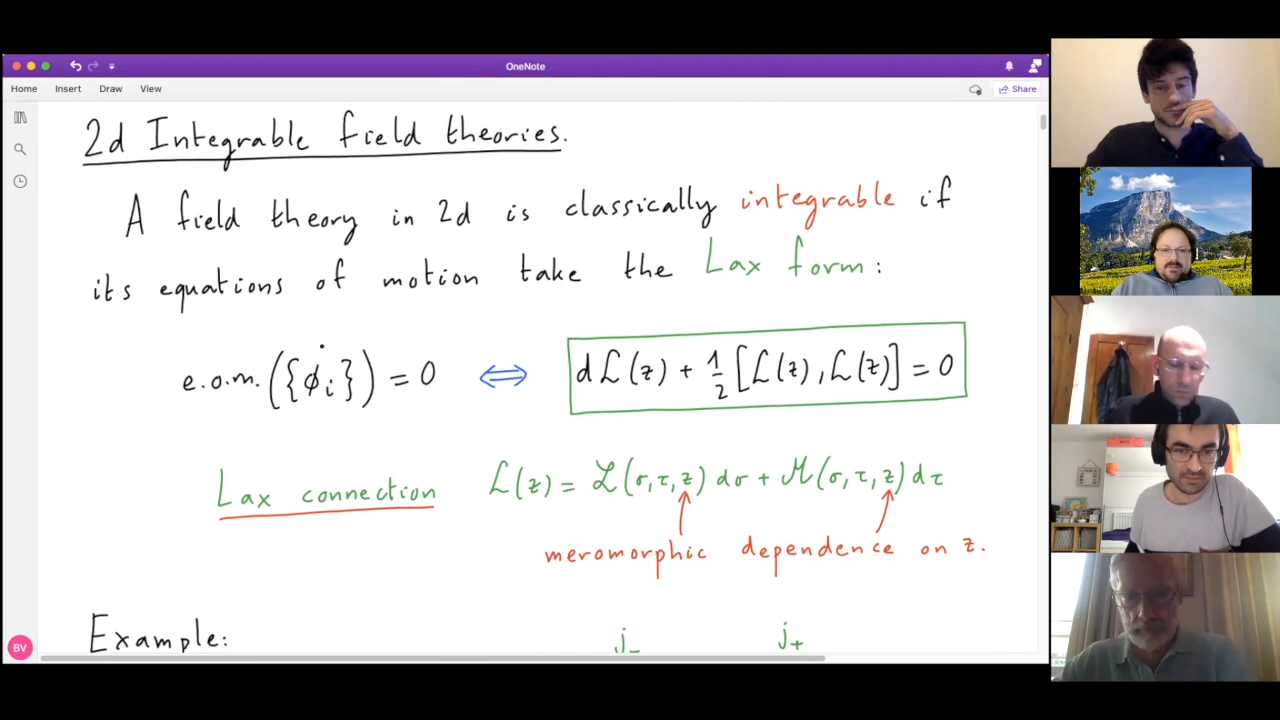 OneNote
Home Insert Draw View Share
2d Integrable field theories.
A field theory in 2d is classically integrable if
its equations of motion take the Lax form:
e.o.m. ({ϕᵢ}) = 0 ⟺ dℒ(z) + 1/2 [ℒ(z), ℒ(z)] = 0
Lax connection ℒ(z) = ℒ(σ,τ,z) dσ + ℳ(σ,τ,z) dτ
meromorphic dependence on z.
Example: j₋ j₊
BV